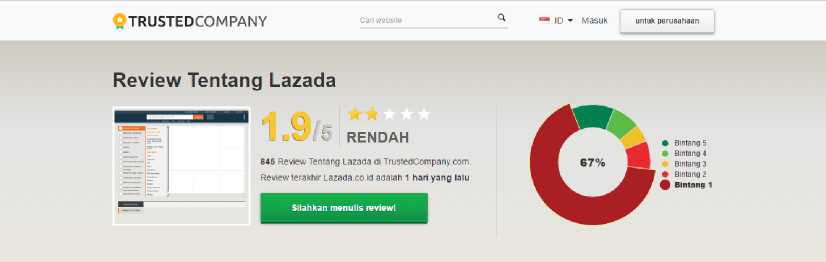 TRUSTEDCOMPANY
Cari website
ID
Masuk
untuk perusahaan
Review Tentang Lazada
1.9/5
RENDAH
845 Review Tentang Lazada di TrustedCompany.com
Review terakhir Lazada.co.id adalah 1 hari yang lalu
Silahkan menulis review!
67%
Bintang 5
Bintang 4
Bintang 3
Bintang 2
Bintang 1